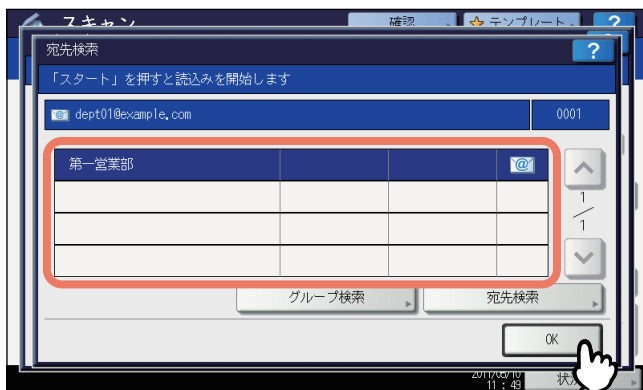 スキャン 確認 テンプレート ?
宛先検索 ?
「スタート」を押すと読込みを開始します
dept01@example.com 0001
第一営業部
1
1
グループ検索 宛先検索
OK
11：49